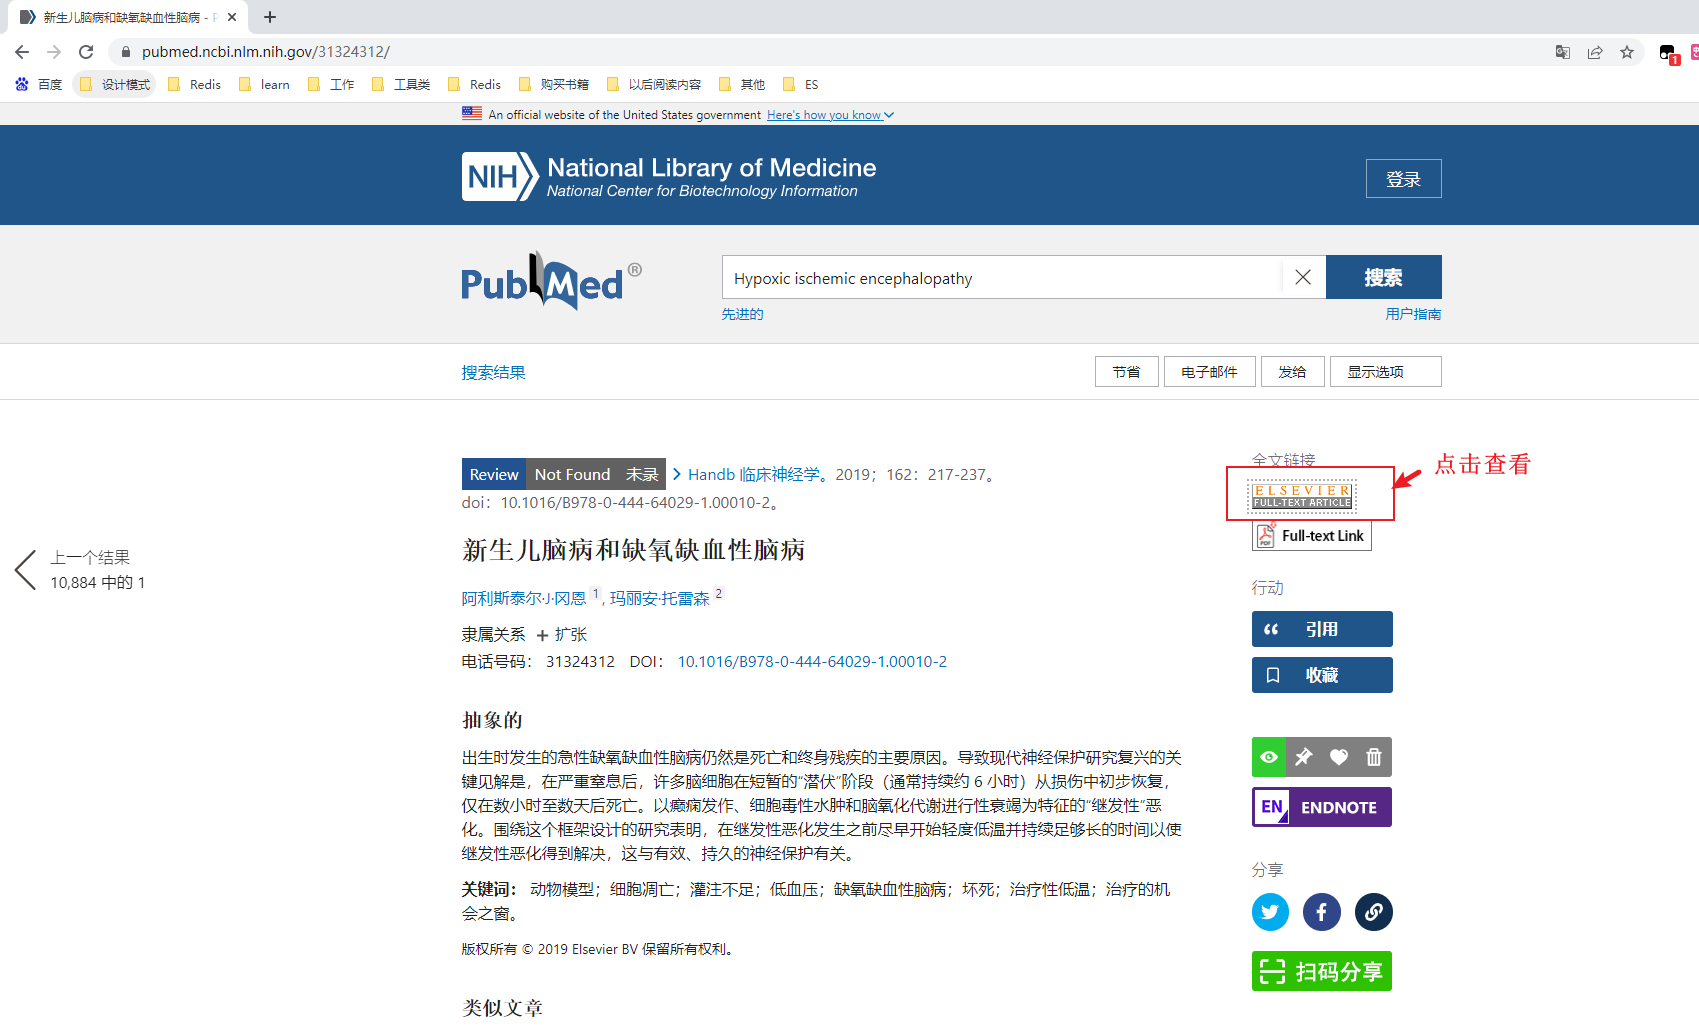 新生儿脑病和缺氧缺血性脑病 - P
pubmed.ncbi.nlm.nih.gov/31324312/
1
百度 设计模式 Redis learn 工作 工具类 Redis 购买书籍 以后阅读内容 其他 ES
An official website of the United States government Here's how you know
NIH National Library of Medicine
National Center for Biotechnology Information
登录
PubMed ®
Hypoxic ischemic encephalopathy
搜索
先进的
用户指南
搜索结果
节省 电子邮件 发给 显示选项
上一个结果
10,884 中的 1
Review Not Found 未录 Handb 临床神经学。2019；162：217-237。
doi：10.1016/B978-0-444-64029-1.00010-2。
新生儿脑病和缺氧缺血性脑病
阿利斯泰尔·J·冈恩 1, 玛丽安·托雷森 2
隶属关系 + 扩张
电话号码： 31324312 DOI： 10.1016/B978-0-444-64029-1.00010-2
抽象的
出生时发生的急性缺氧缺血性脑病仍然是死亡和终身残疾的主要原因。导致现代神经保护研究复兴的关
键见解是，在严重窒息后，许多脑细胞在短暂的“潜伏”阶段（通常持续约 6 小时）从损伤中初步恢复，
仅在数小时至数天后死亡。以癫痫发作、细胞毒性水肿和脑氧化代谢进行性衰竭为特征的“继发性”恶
化。围绕这个框架设计的研究表明，在继发性恶化发生之前尽早开始轻度低温并持续足够长的时间以使
继发性恶化得到解决，这与有效、持久的神经保护有关。
关键词： 动物模型；细胞凋亡；灌注不足；低血压；缺氧缺血性脑病；坏死；治疗性低温；治疗的机
会之窗。
版权所有 © 2019 Elsevier BV 保留所有权利。
类似文章
全文链接
点击查看
ELSEVIER
FULL-TEXT ARTICLE
PDF Full-text Link
行动
引用
收藏
EN ENDNOTE
分享
扫码分享